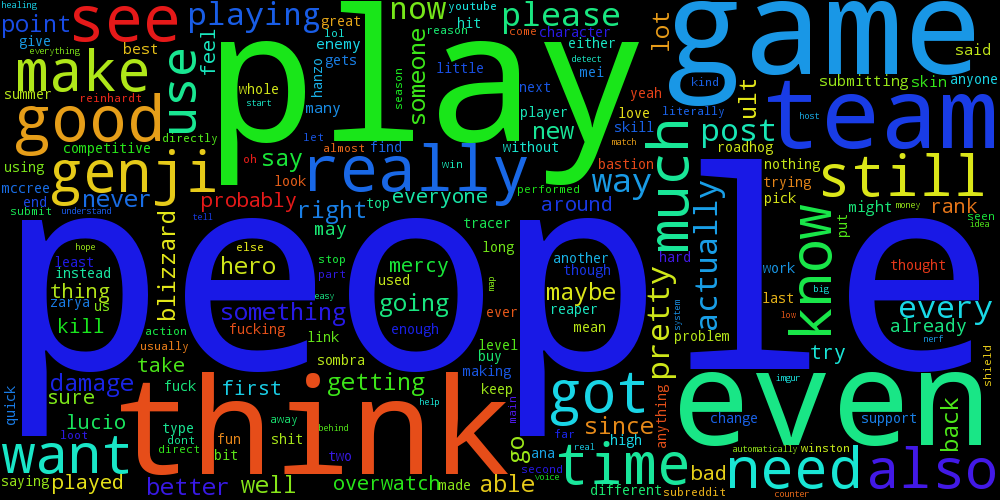 healing
point
see
playing
great
now
youtube
hit
please
lot
game
said
give
everything
best
feel
lol
enemy
reason
come
character
either
make
use
play
someone
little
detect
mei
kind
submitting
skin
anyone
summer
reinhardt
whole
gets
hanzo
season
next
yeah
ult
team
good
start
many
player
love
literally
host
directly
new
skill
post
competitive
let
without
match
roadhog
using
genji
oh
say
almost
find
really
win
bastion
much
nothing
still
mccree
look
way
trying
end
never
probably
top
everyone
performed
around
pick
submit
understand
right
tracer
might
rank
seen
tell
may
actually
know
put
money
idea
hope
blizzard
else
stop
long
hard
people
least
hero
part
mercy
another
work
thought
instead
used
though
thing
easy
going
map
maybe
reaper
last
big
every
zarya
us
something
ever
mean
pretty
system
low
already
kill
action
fucking
enough
link
level
problem
nerf
usually
sombra
buy
try
shield
take
making
damage
fuck
first
getting
keep
got
imgur
even
quick
sure
think
help
main
change
support
lucio
type
away
go
since
anything
back
loot
dont
fun
shit
behind
far
high
want
direct
bit
two
ana
real
time
automatically
winston
saying
second
bad
need
also
played
better
well
overwatch
made
able
voice
different
subreddit
counter